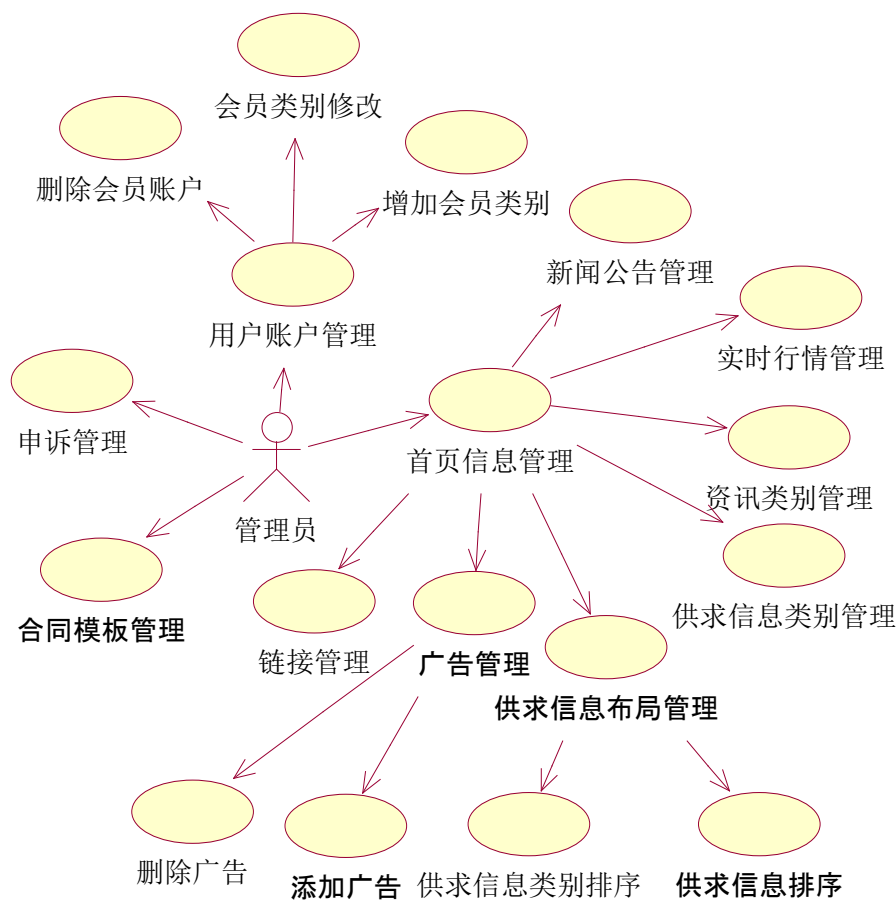 会员类别修改
删除会员账户
增加会员类别
新闻公告管理
用户账户管理
实时行情管理
申诉管理
首页信息管理
资讯类别管理
管理员
供求信息类别管理
合同模板管理
链接管理
广告管理
供求信息布局管理
删除广告
添加广告
供求信息类别排序
供求信息排序